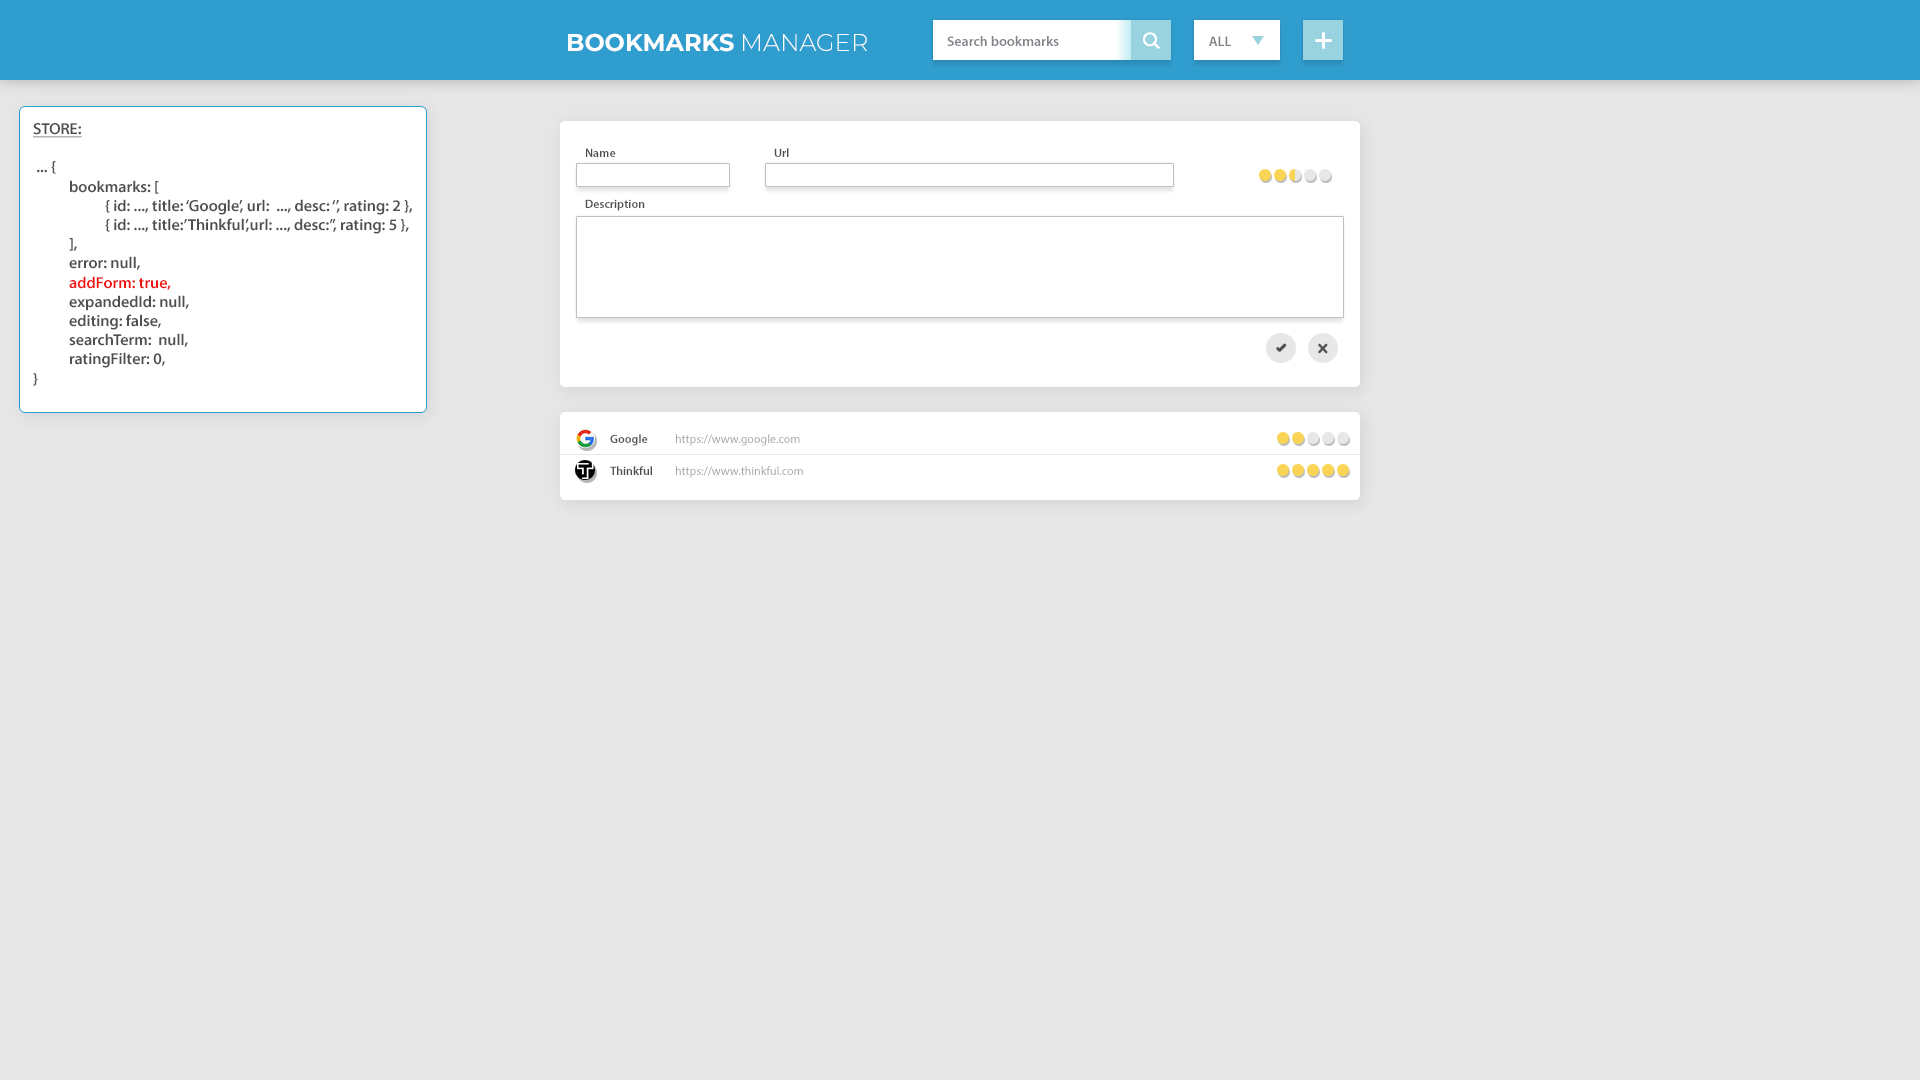 BOOKMARKS MANAGER
Search bookmarks
ALL
STORE:
... {
bookmarks: [
{ id: ..., title: ‘Google’, url:  ..., desc: ‘’, rating: 2 },
{ id: ..., title:’Thinkful’,url: ..., desc:’’, rating: 5 },
],
error: null,
addForm: true,
expandedId: null,
editing: false,
searchTerm:  null,
ratingFilter: 0,
}
Name
Url
Description
Google https://www.google.com
Thinkful https://www.thinkful.com